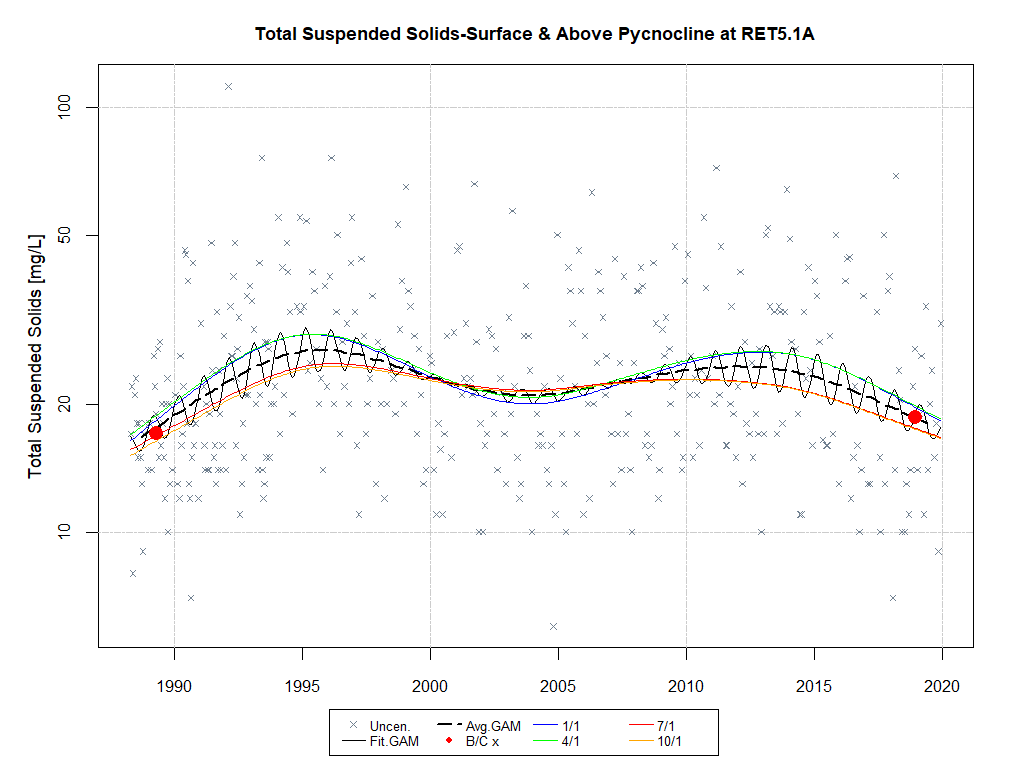 Total Suspended Solids-Surface & Above Pycnocline at RET5.1A
Total Suspended Solids [mg/L]
100
50
20
10
1990 1995 2000 2005 2010 2015 2020
Uncen. Avg.GAM 1/1 7/1
Fit.GAM B/C x 4/1 10/1